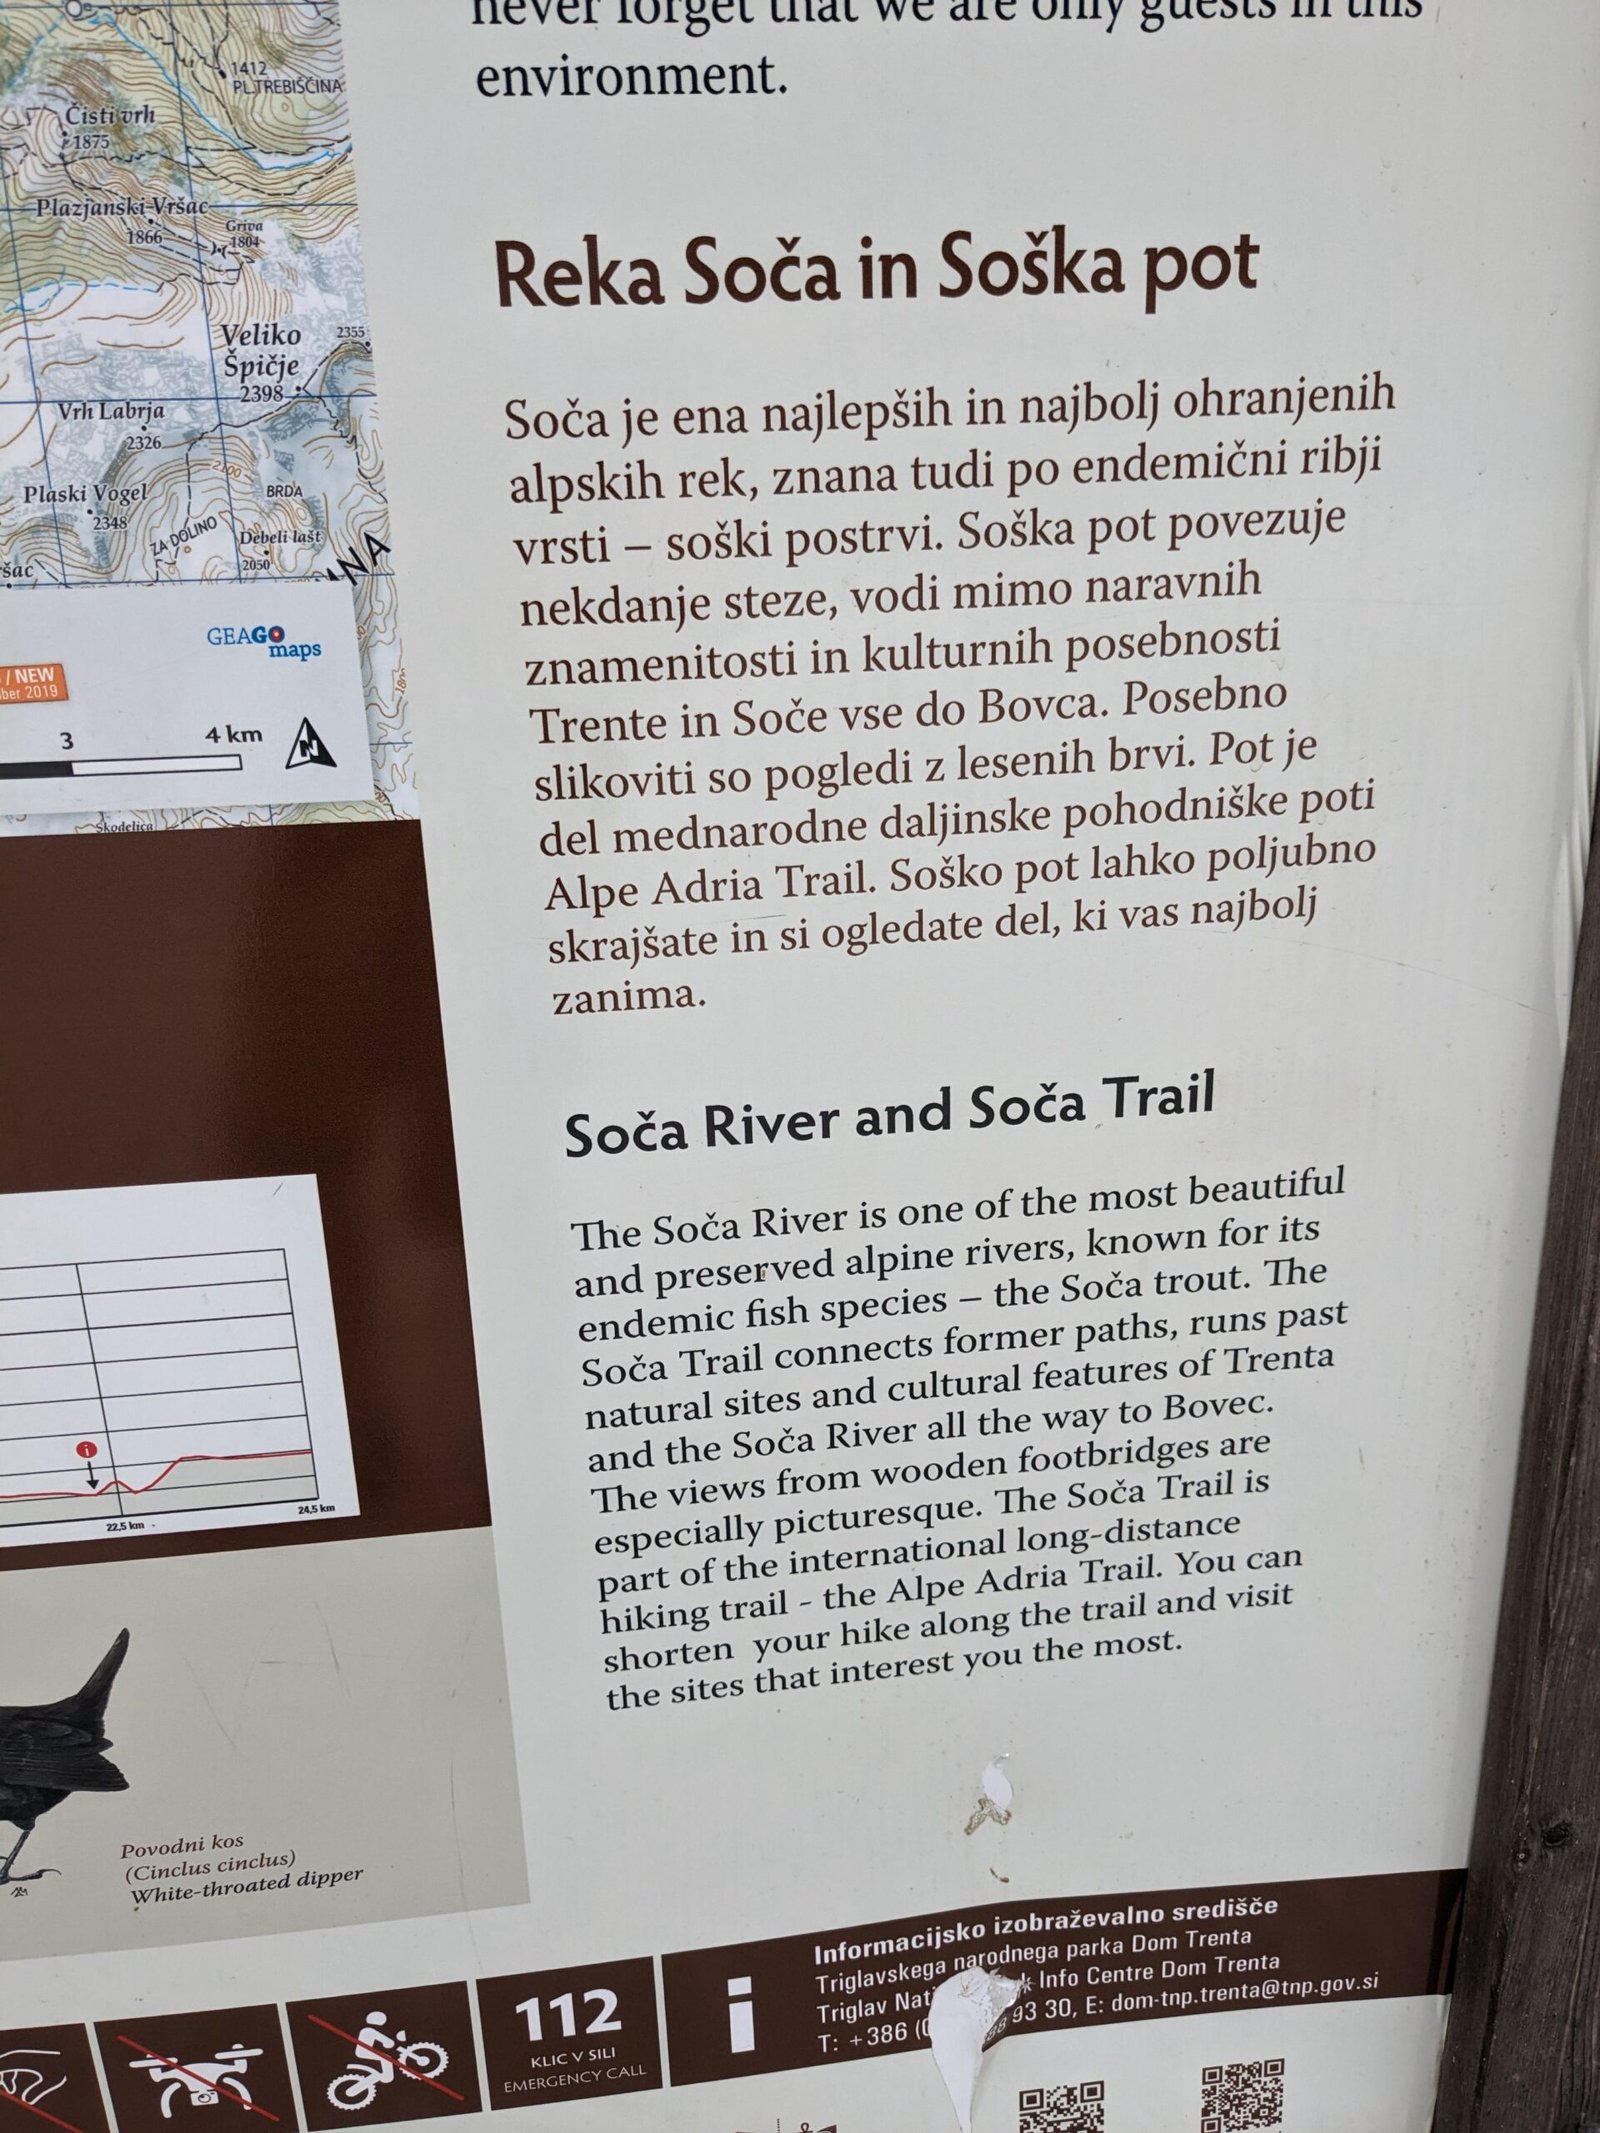 never forget that we are only guests in this
environment.
1412
PL.TREBIŠČINA
Čisti vrh
1875
Plazjanski Vršac
1866
Griva
1804
Veliko
Špičje
2398
2355
Vrh Labrja
2326
2100
Plaski Vogel
2348
BRDA
ZA DOLINO
Debeli lašt
2050
GEAGO
maps
/ NEW
2019
3
4 km
N
Skodelica
Reka Soča in Soška pot
Soča je ena najlepših in najbolj ohranjenih
alpskih rek, znana tudi po endemični ribji
vrsti – soški postrvi. Soška pot povezuje
nekdanje steze, vodi mimo naravnih
znamenitosti in kulturnih posebnosti
Trente in Soče vse do Bovca. Posebno
slikoviti so pogledi z lesenih brvi. Pot je
del mednarodne daljinske pohodniške poti
Alpe Adria Trail. Soško pot lahko poljubno
skrajšate in si ogledate del, ki vas najbolj
zanima.
Soča River and Soča Trail
The Soča River is one of the most beautiful
and preserved alpine rivers, known for its
endemic fish species – the Soča trout. The
Soča Trail connects former paths, runs past
natural sites and cultural features of Trenta
and the Soča River all the way to Bovec.
The views from wooden footbridges are
especially picturesque. The Soča Trail is
part of the international long-distance
hiking trail - the Alpe Adria Trail. You can
shorten your hike along the trail and visit
the sites that interest you the most.
i
22,5 km
24,5 km
Povodni kos
(Cinclus cinclus)
White-throated dipper
112
KLIC V SILI
EMERGENCY CALL
i
Informacijsko izobraževalno središče
Triglavskega narodnega parka Dom Trenta
Triglav Info Centre Dom Trenta
T: +386 93 30, E: dom-tnp.trenta@tnp.gov.si